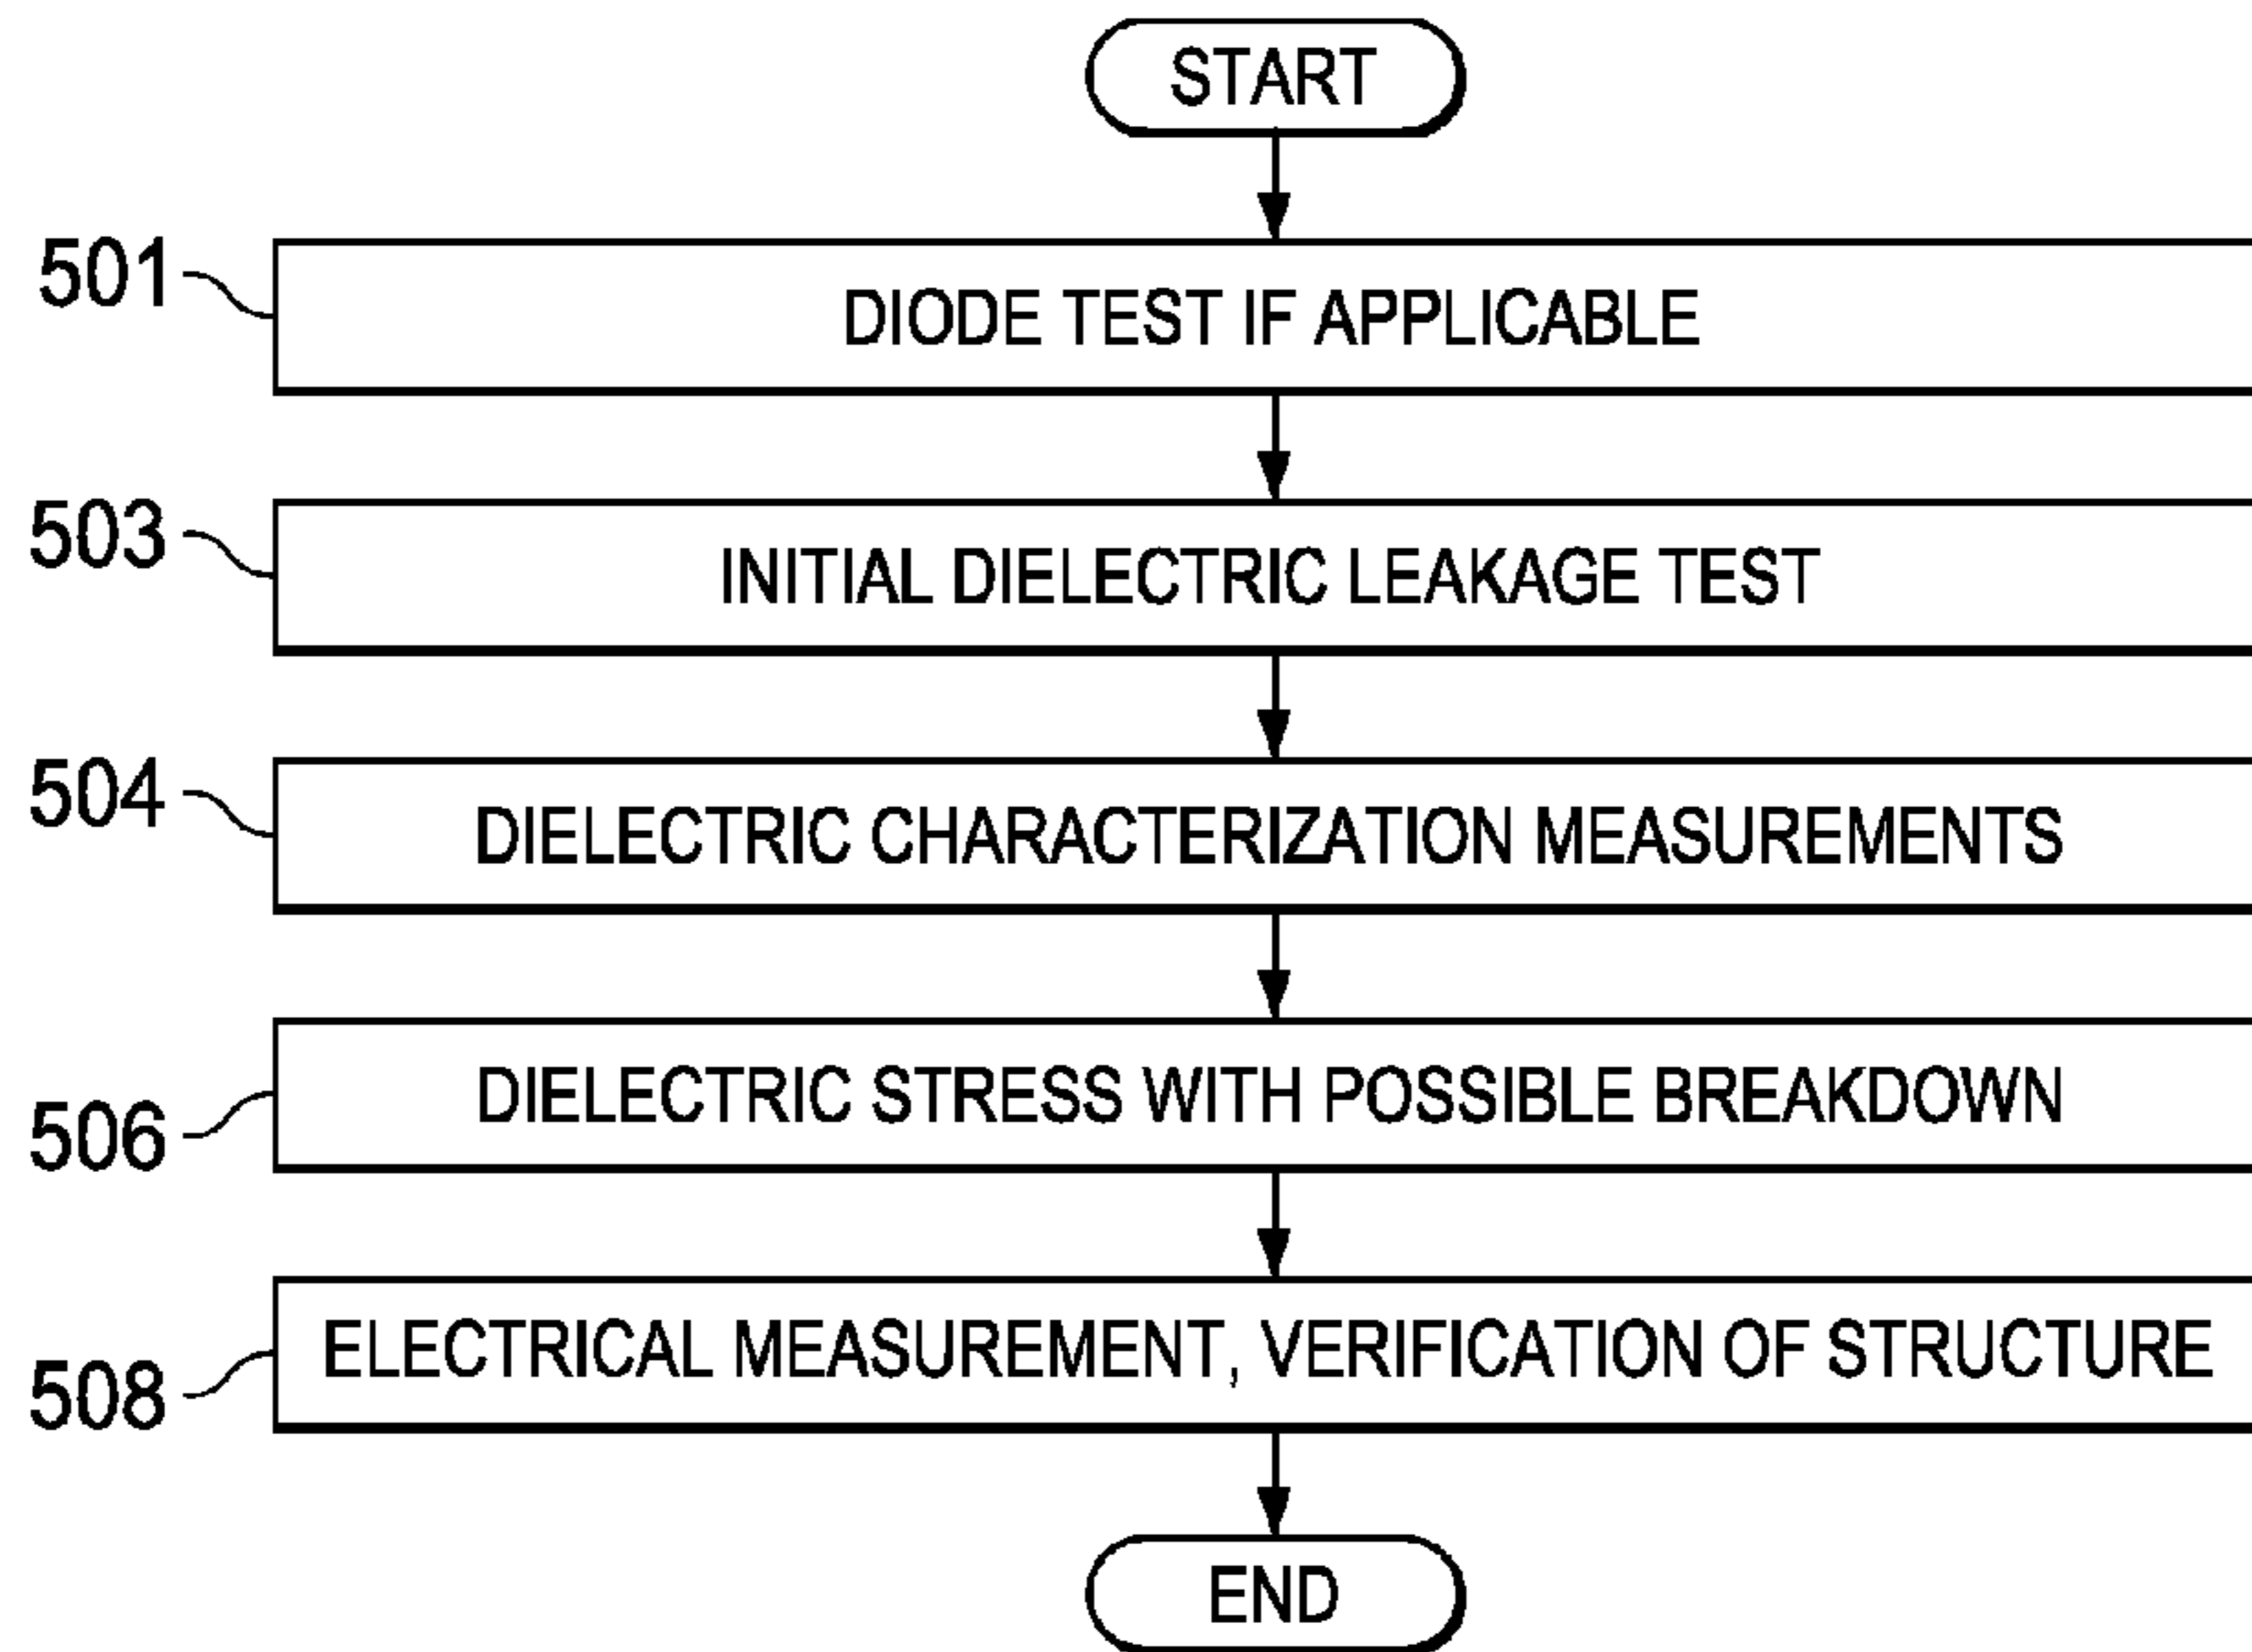 START
501
DIODE TEST IF APPLICABLE
503
INITIAL DIELECTRIC LEAKAGE TEST
504
DIELECTRIC CHARACTERIZATION MEASUREMENTS
506
DIELECTRIC STRESS WITH POSSIBLE BREAKDOWN
508
ELECTRICAL MEASUREMENT, VERIFICATION OF STRUCTURE
END